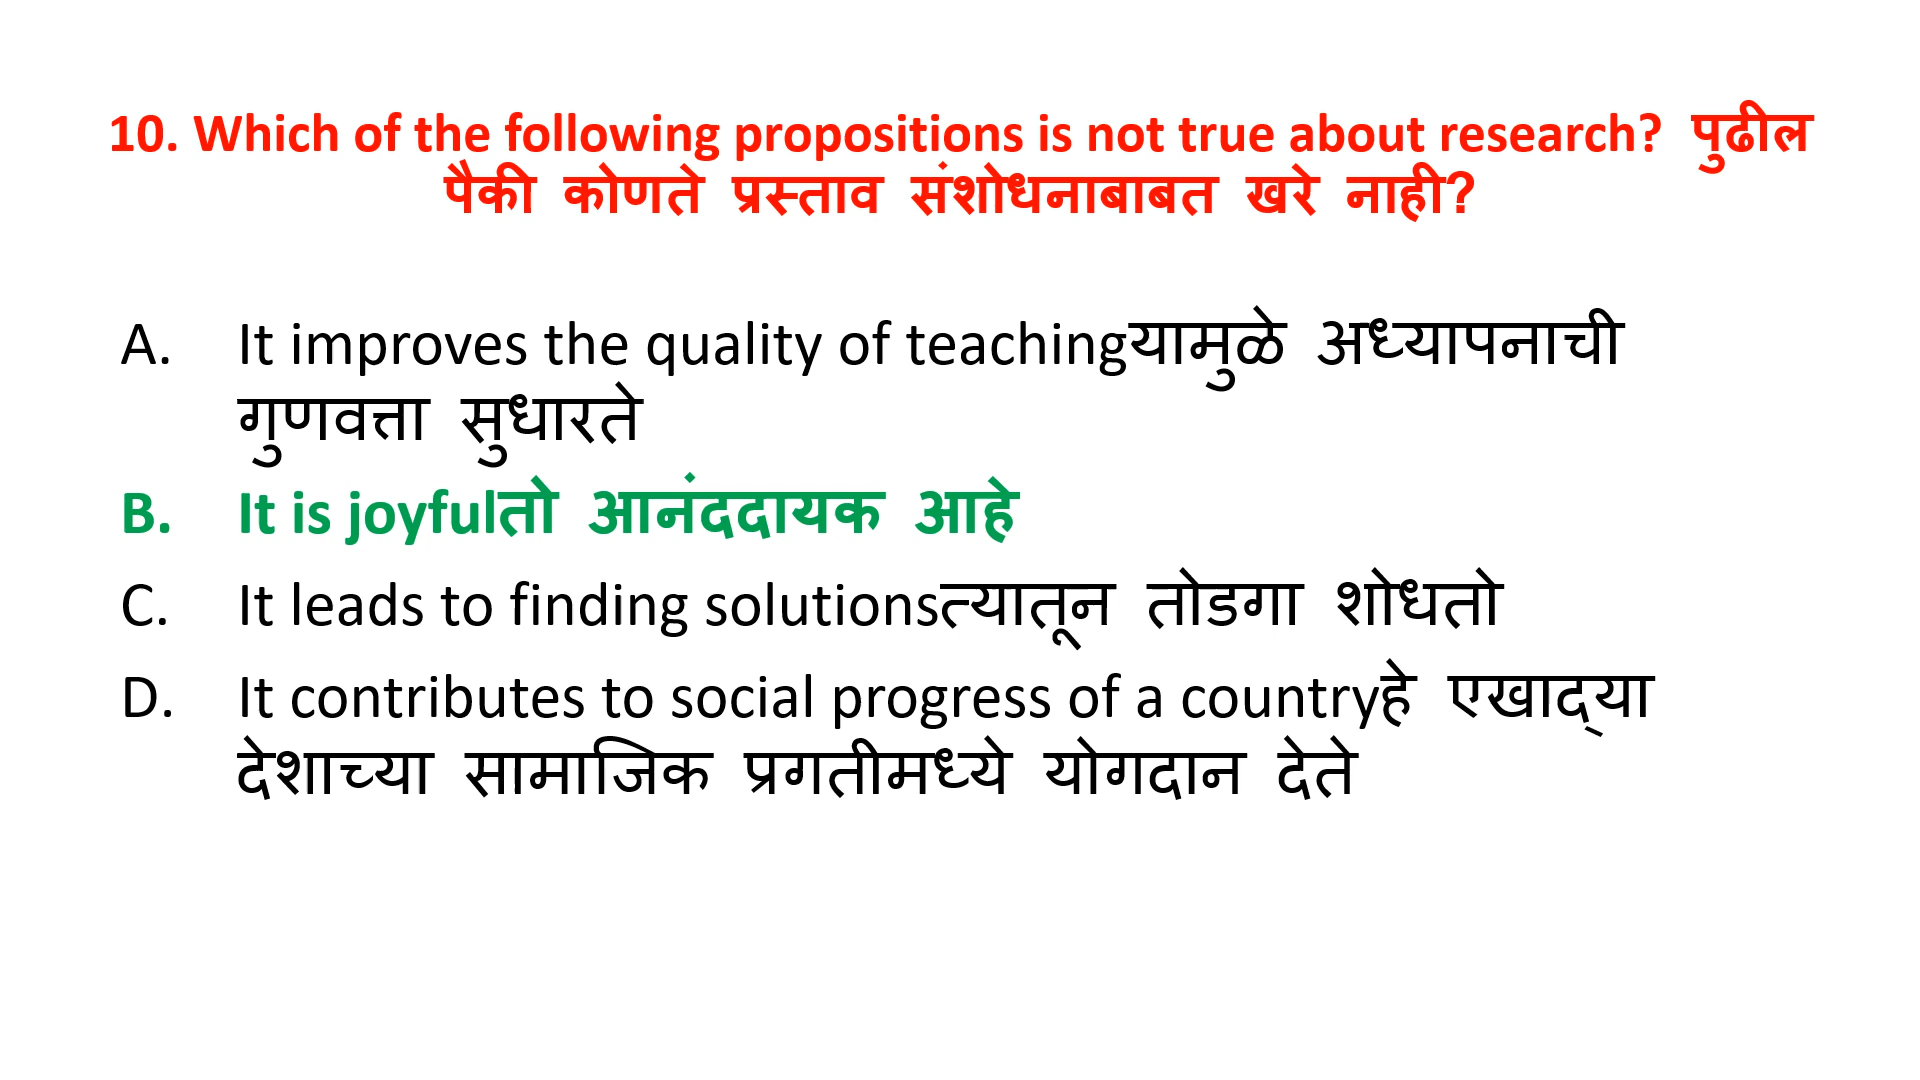 10. Which of the following propositions is not true about research? पुढील
पैकी कोणते प्रस्ताव संशोधनाबाबत खरे नाही?
A. It improves the quality of teachingयामुळे अध्यापनाची
गुणवत्ता सुधारते
B. It is joyfulतो आनंददायक आहे
C. It leads to finding solutionsत्यातून तोडगा शोधतो
D. It contributes to social progress of a countryहे एखाद्या
देशाच्या सामाजिक प्रगतीमध्ये योगदान देते